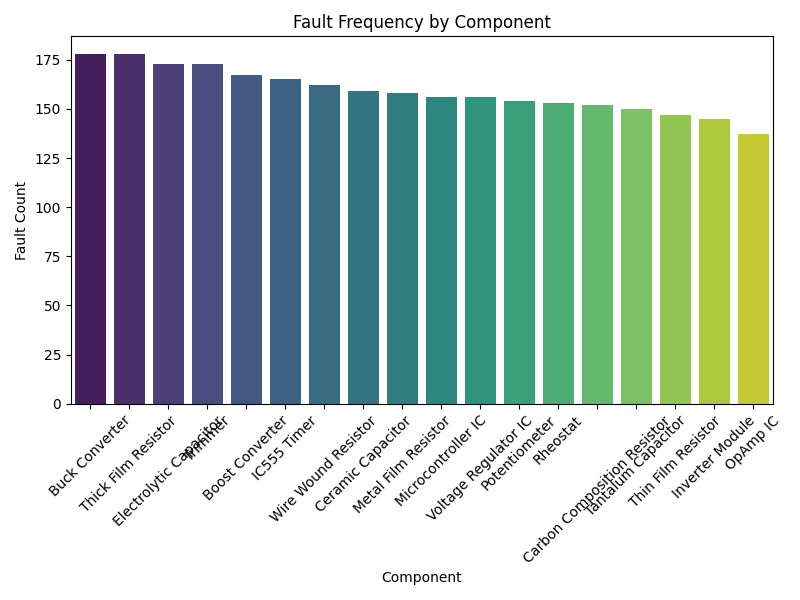 Fault Frequency by Component
Fault Count
175
150
125
100
75
50
25
0
Buck Converter
Thick Film Resistor
Electrolytic Capacitor
Trimmer
Boost Converter
IC555 Timer
Wire Wound Resistor
Ceramic Capacitor
Metal Film Resistor
Microcontroller IC
Voltage Regulator IC
Potentiometer
Rheostat
Carbon Composition Resistor
Tantalum Capacitor
Thin Film Resistor
Inverter Module
OpAmp IC
Component